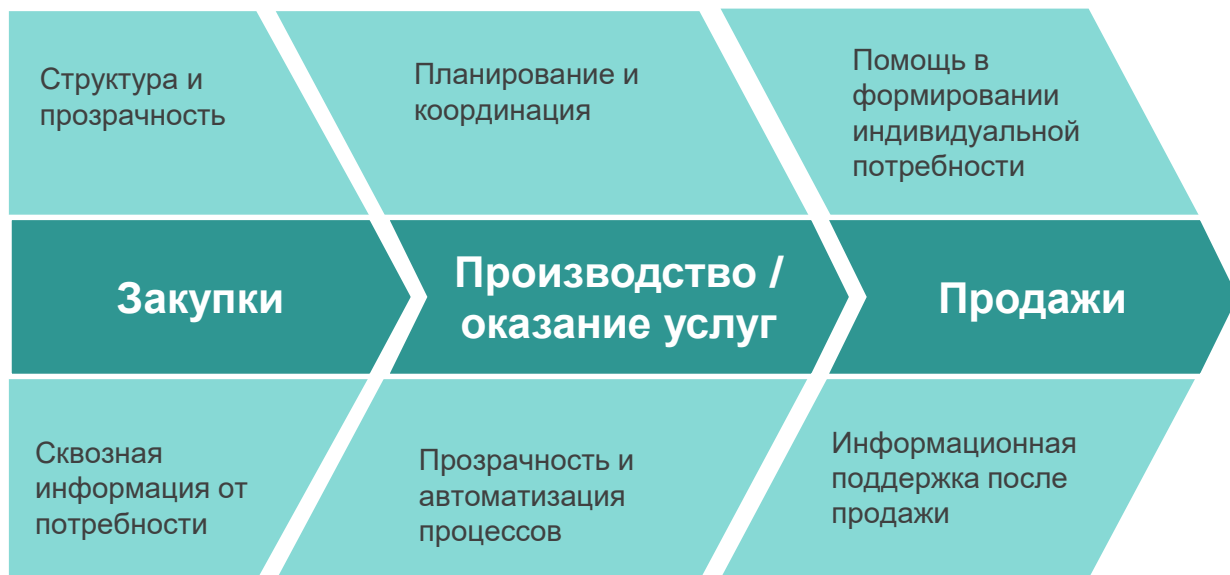 Структура и
прозрачность
Планирование и
координация
Помощь в
формировании
индивидуальной
потребности
Закупки
Производство /
оказание услуг
Продажи
Сквозная
информация от
потребности
Прозрачность и
автоматизация
процессов
Информационная
поддержка после
продажи